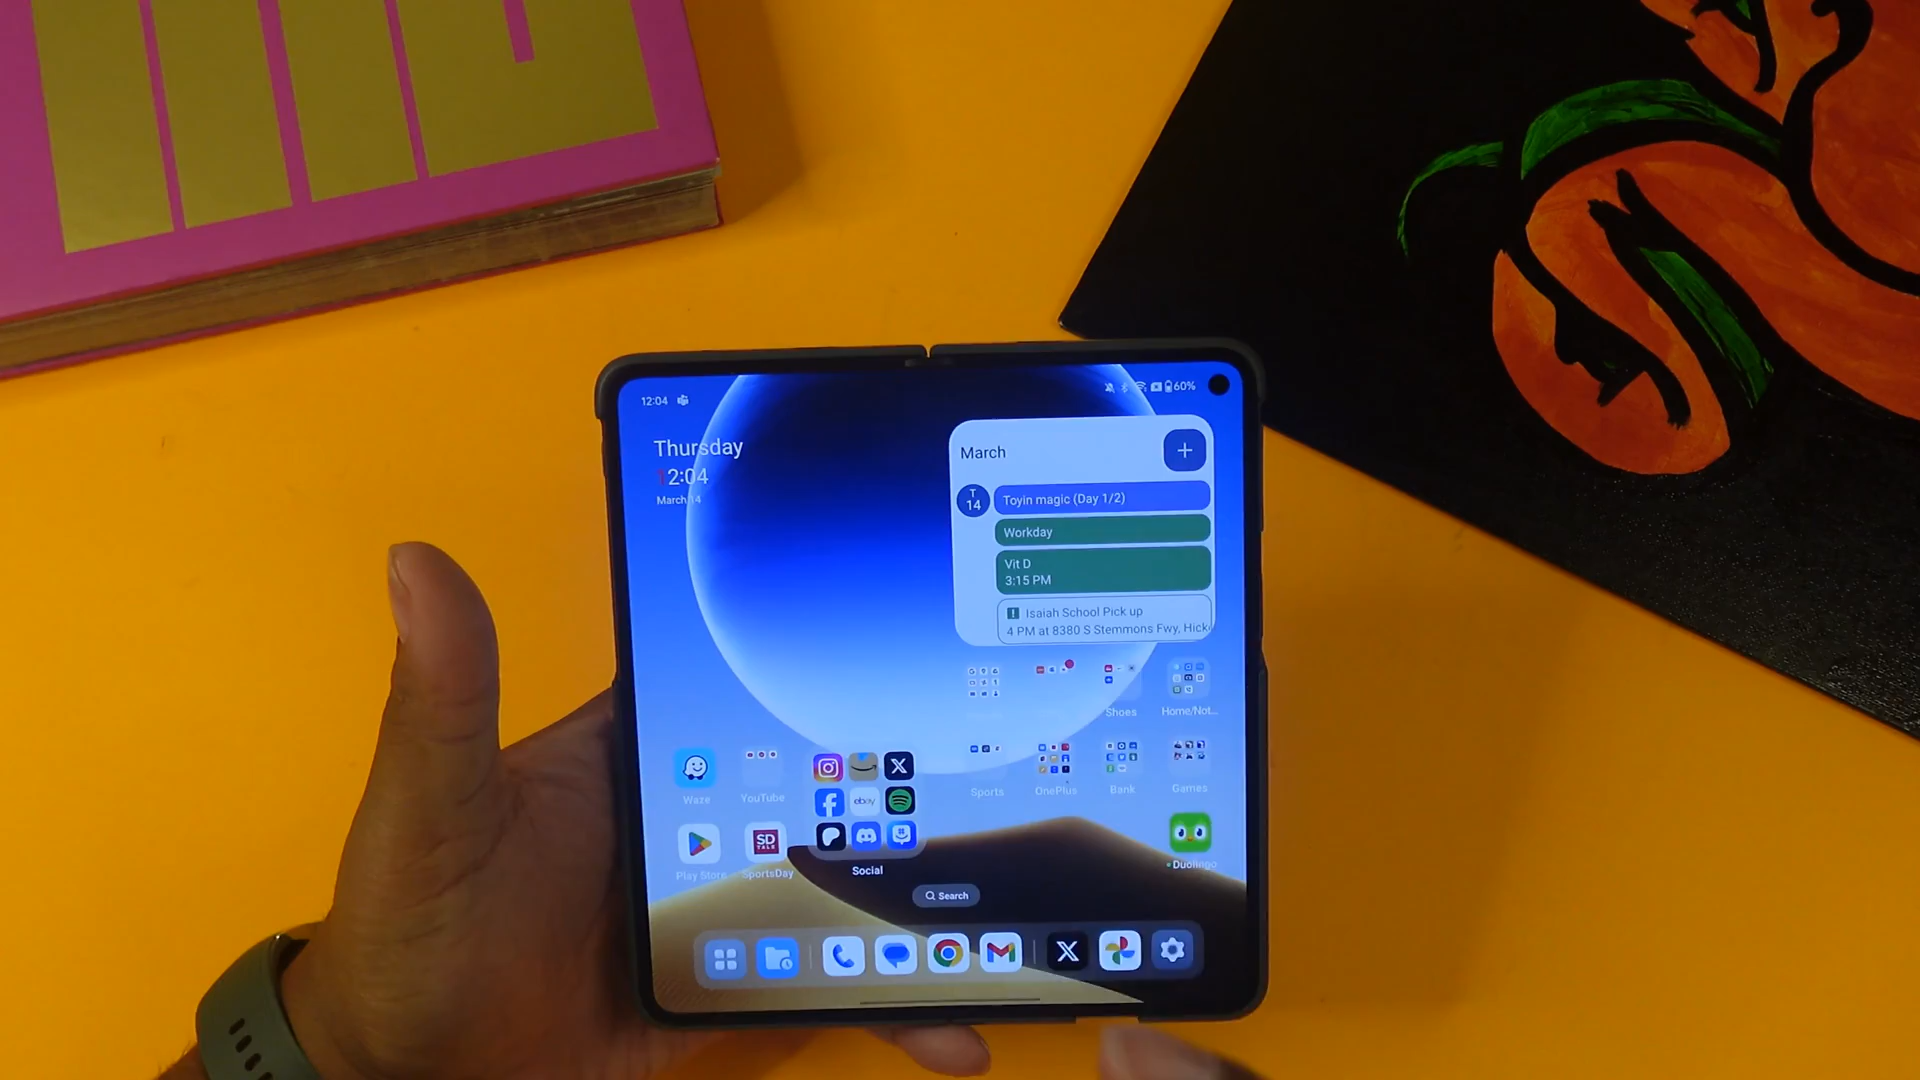 12:04
60%
Thursday
12:04
March 14
March
T
14
Toyin magic (Day 1/2)
Workday
Vit D
3:15 PM
Isaiah School Pick up
4 PM at 8380 S Stemmons Fwy, Hick
Shoes
Home/Not...
Waze
YouTube
ebay
Sports
OnePlus
Bank
Games
SD
TALK
Play Store
SportsDay
Social
Duolingo
Search